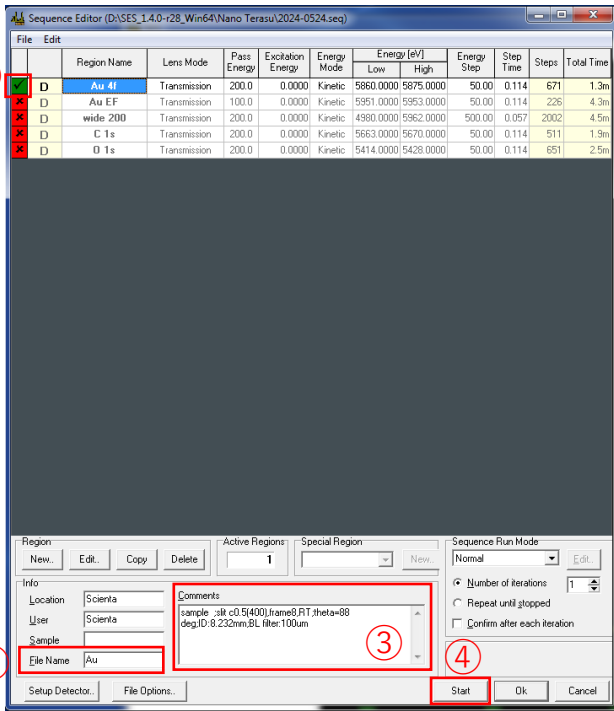 Sequence Editor (D:\SES_1.4.0-r28_Win64\Nano Terasu\2024-0524.seq)
File Edit
Region Name Lens Mode Pass Energy Excitation Energy Energy Mode Energy [eV] Low High Energy Step Step Time Steps Total Time
D Au 4f Transmission 200.0 0.0000 Kinetic 5860.0000 5875.0000 50.00 0.114 671 1.3m
D Au EF Transmission 100.0 0.0000 Kinetic 5951.0000 5953.0000 50.00 0.114 226 4.3m
D wide 200 Transmission 200.0 0.0000 Kinetic 4980.0000 5962.0000 500.00 0.057 2002 4.5m
D C 1s Transmission 200.0 0.0000 Kinetic 5663.0000 5670.0000 50.00 0.114 511 1.9m
D O 1s Transmission 200.0 0.0000 Kinetic 5414.0000 5428.0000 50.00 0.114 651 2.5m
Region Active Regions Special Region Sequence Run Mode
New.. Edit.. Copy Delete 1 New.. Normal Edit..
Info
Location Scienta
User Scienta
Sample
File Name Au
Comments
sample ;slit c0.5(400),frame8,RT,theta=88
deg;ID:8.232mm;BL filter:100um
③
Number of iterations 1
Repeat until stopped
Confirm after each iteration
④
Setup Detector.. File Options.. Start Ok Cancel